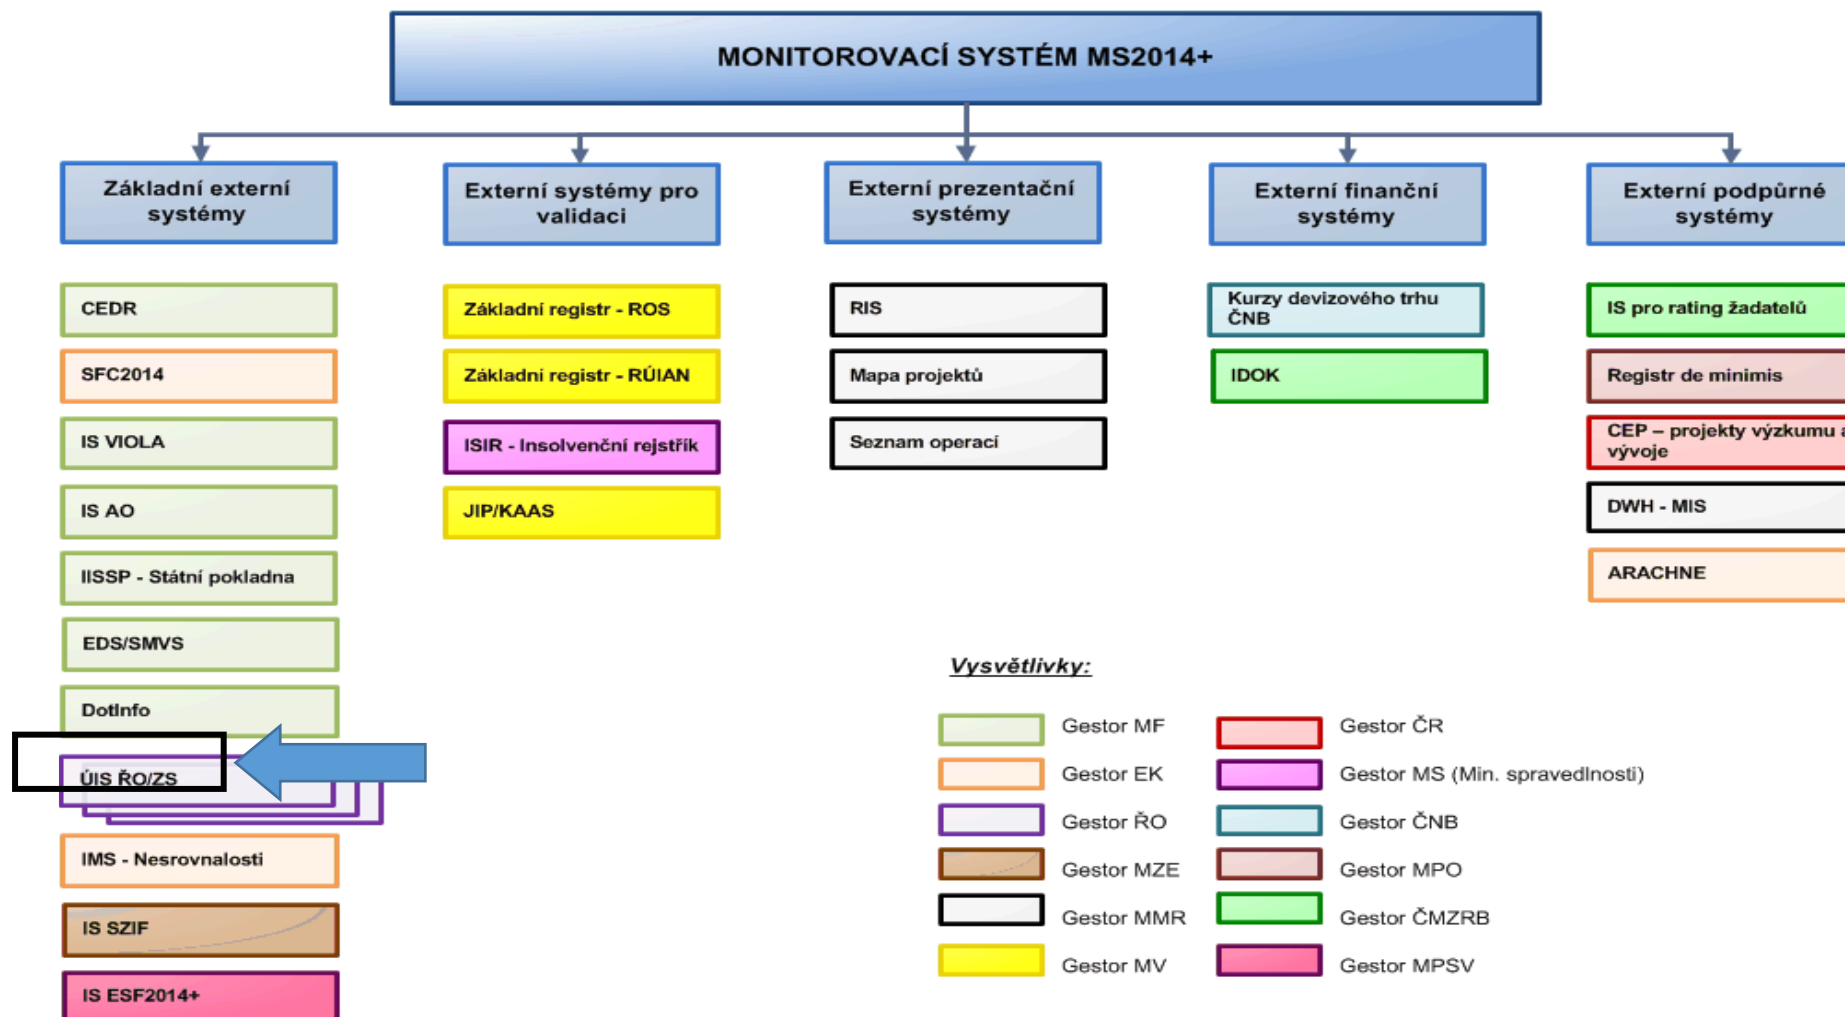 MONITOROVACÍ SYSTÉM MS2014+
Základní externí
systémy
CEDR
SFC2014
IS VIOLA
IS AO
IISSP - Státní pokladna
EDS/SMVS
DotInfo
ÚIS ŘO/ZS
IMS - Nesrovnalosti
IS SZIF
IS ESF2014+
Externí systémy pro
validaci
Základní registr - ROS
Základní registr - RÚIAN
ISIR - Insolvenční rejstřík
JIP/KAAS
Externí prezentační
systémy
RIS
Mapa projektů
Seznam operací
Externí finanční
systémy
Kurzy devizového trhu
ČNB
IDOK
Externí podpůrné
systémy
IS pro rating žadatelů
Registr de minimis
CEP – projekty výzkumu a
vývoje
DWH - MIS
ARACHNE
Vysvětlivky:
Gestor MF
Gestor EK
Gestor ŘO
Gestor MZE
Gestor MMR
Gestor MV
Gestor ČR
Gestor MS (Min. spravedlnosti)
Gestor ČNB
Gestor MPO
Gestor ČMZRB
Gestor MPSV